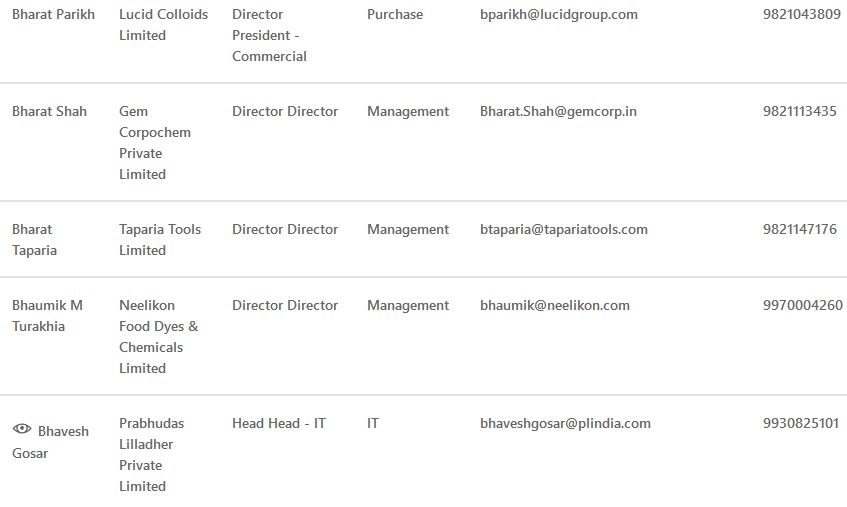 Bharat Parikh Lucid Colloids Director Purchase bparikh@lucidgroup.com 9821043809
Limited President -
Commercial
Bharat Shah Gem Director Director Management Bharat.Shah@gemcorp.in 9821113435
Corpochem
Private
Limited
Bharat Taparia Tools Director Director Management btaparia@tapariatools.com 9821147176
Taparia Limited
Bhaumik M Neelikon Director Director Management bhaumik@neelikon.com 9970004260
Turakhia Food Dyes &
Chemicals
Limited
Bhavesh Prabhudas Head Head - IT IT bhaveshgosar@plindia.com 9930825101
Gosar Lilladher
Private
Limited